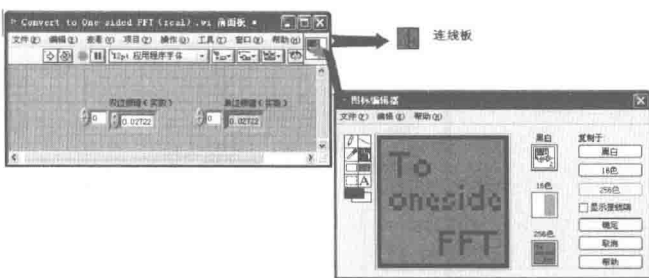 Convert to One sided FFT (real).vi 前面板 *
文件(F) 编辑(E) 查看(V) 项目(P) 操作(O) 工具(T) 窗口(W) 帮助(H)
12pt 应用程序字体
连线板
双边频谱(实数)
单边频谱(实数)
0
0.02722
0
0.02722
图标编辑器
文件(F) 编辑(E) 帮助(H)
To
oneside
FFT
黑白
16色
256色
复制于
黑白
16色
256色
显示接线端
确定
取消
帮助